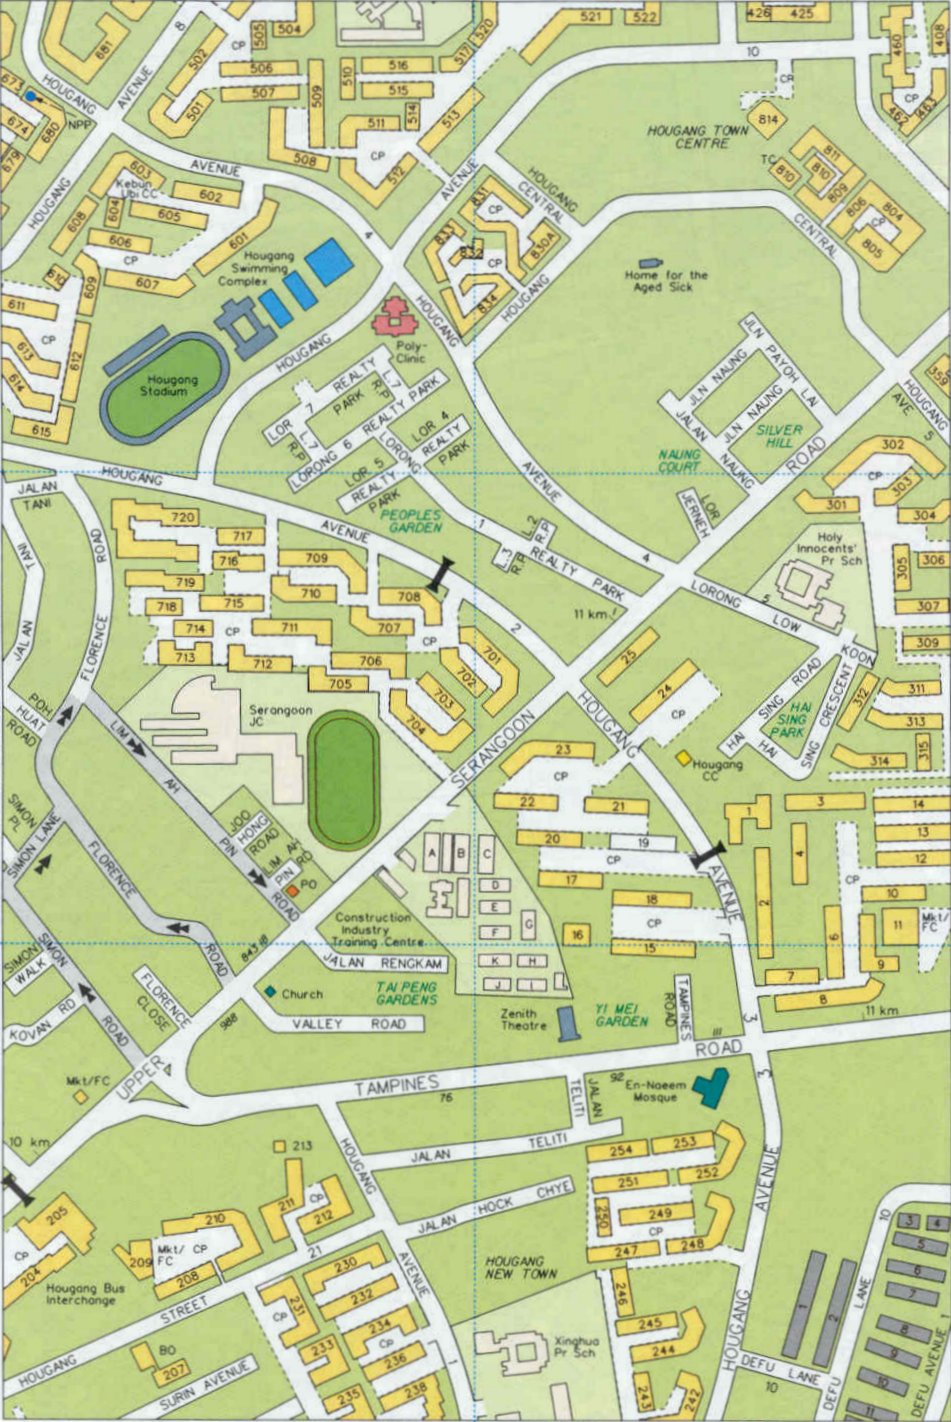 681
AVENUE
8
502
CP
505
504
520
521
522
426
425
460
408
673
HOUGANG
506
507
501
509
510
516
515
517
514
513
511
CP
508
512
10
CP
CP
462
463
674
680
NPP
679
HOUGANG
AVENUE
4
AVENUE
814
HOUGANG TOWN
CENTRE
TC
810
810
811
809
806
804
805
CP
603
Kebun
Ubi CC
602
604
605
608
606
CP
601
607
610
609
611
CP
613
612
614
615
HOUGANG
CENTRAL
831
CP
833
CP
830A
834
HOUGANG
CENTRAL
Hougang
Swimming
Complex
Home for the
Aged Sick
HOUGANG
HOUGANG
Poly-
Clinic
Hougang
Stadium
REALTY
PARK
L.7
R.P
LOR 7
L.7
R.P
LORONG 6 REALTY PARK
LOR 4
REALTY
PARK
LOR 5
REALTY
PARK
LORONG
1
L.2
R.P
L.3
R.P
REALTY PARK
PEOPLES
GARDEN
JLN PAYOH LAI
JLN NAUNG
JLN NAUNG
JALAN NAUNG
SILVER
HILL
NAUNG
COURT
LOR
JERNEH
ROAD
HOUGANG
AVE
5
352
302
CP
303
301
304
305
306
307
309
Holy
Innocents'
Pr Sch
HOUGANG
AVENUE
2
AVENUE
4
LORONG
5
LOW
KOON
11 km
JALAN
TANI
TANI
JALAN
ROAD
FLORENCE
720
717
716
709
719
710
708
718
715
707
714
CP
711
CP
713
712
706
705
701
702
703
704
25
24
CP
SING ROAD
HAI
SING CRESCENT
HAI
HAI
SING
PARK
312
311
313
314
315
POH
HUAT
ROAD
LIM
AH
PIN
ROAD
Serangoon
JC
SERANGOON
HOUGANG
AVENUE
3
Hougang
CC
23
CP
22
21
20
19
CP
17
18
CP
16
15
1
3
4
2
14
13
12
CP
10
11
Mkt/
FC
6
9
7
8
11 km
SIMON
PL
SIMON LANE
FLORENCE
ROAD
JOO
HONG
ROAD
LIM AH
PIN
RD
PO
A
B
C
D
E
F
G
K
H
J
I
Construction
Industry
Training Centre
JALAN RENGKAM
TAI PENG
GARDENS
843
988
Church
VALLEY ROAD
Zenith
Theatre
YI MEI
GARDEN
TAMPINES
ROAD
111
SIMON
WALK
SIMON
ROAD
KOVAN RD
FLORENCE
CLOSE
UPPER
Mkt/FC
10 km
TAMPINES
ROAD
76
92
JALAN
TELITI
En-Naeem
Mosque
3
AVENUE
HOUGANG
JALAN TELITI
213
HOUGANG
AVENUE
1
JALAN HOCK CHYE
254
253
251
252
250
249
CP
247
248
246
245
244
243
242
205
CP
204
211
CP
212
210
209
Mkt/
FC
CP
208
Hougang Bus
Interchange
HOUGANG
STREET
21
230
231
232
CP
234
CP
233
236
235
238
BO
207
SURIN AVENUE
HOUGANG
NEW TOWN
Xinghua
Pr Sch
10
LANE
DEFU
DEFU LANE
10
1
2
3
4
5
6
7
8
9
10
11
DEFU AVENUE 1